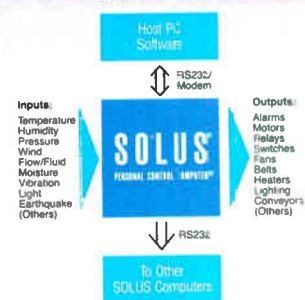 Host PC
Software
RS232/
Modem
Inputs:
Temperature
Humidity
Pressure
Wind
Flow/Fluid
Moisture
Vibration
Light
Earthquake
(Others)
SOLUS
PERSONAL CONTROL COMPUTER
Outputs:
Alarms
Motors
Relays
Switches
Fans
Belts
Heaters
Lighting
Conveyors
(Others)
RS232
To Other
SOLUS Computers